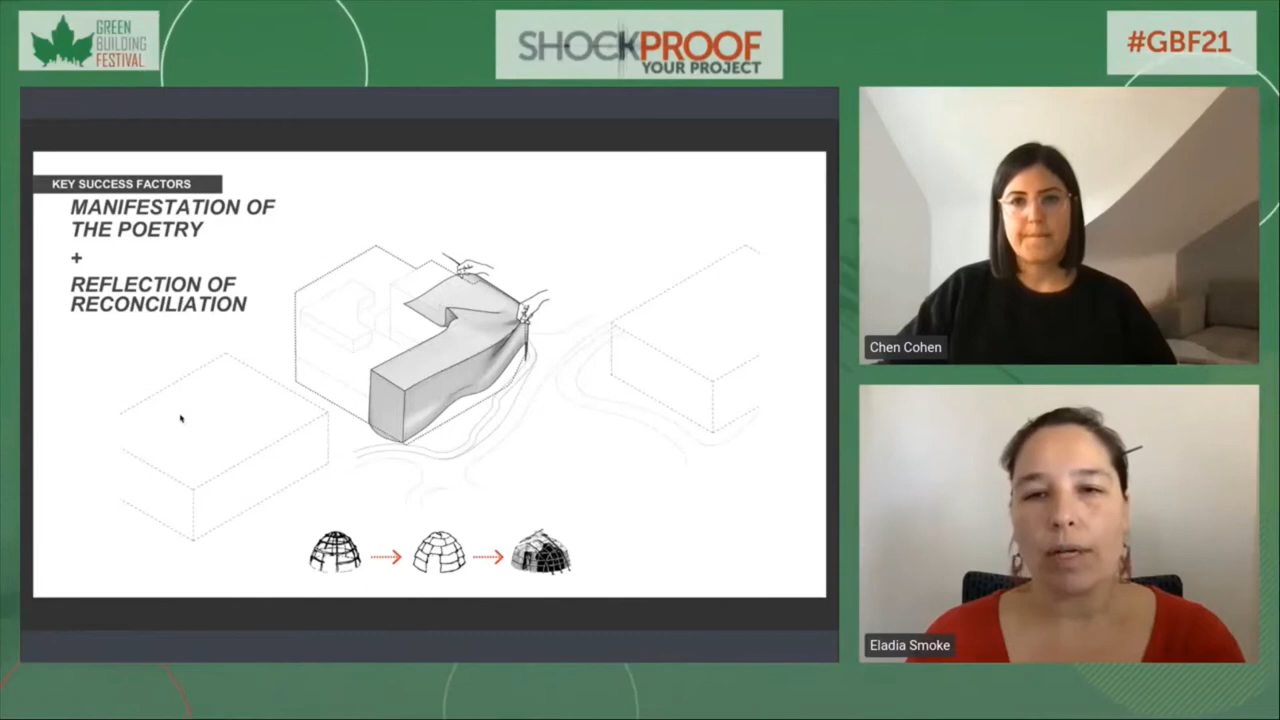 GREEN
BUILDING
FESTIVAL
SHOCKPROOF
YOUR PROJECT
#GBF21
KEY SUCCESS FACTORS
MANIFESTATION OF
THE POETRY
+
REFLECTION OF
RECONCILIATION
Chen Cohen
Eladia Smoke